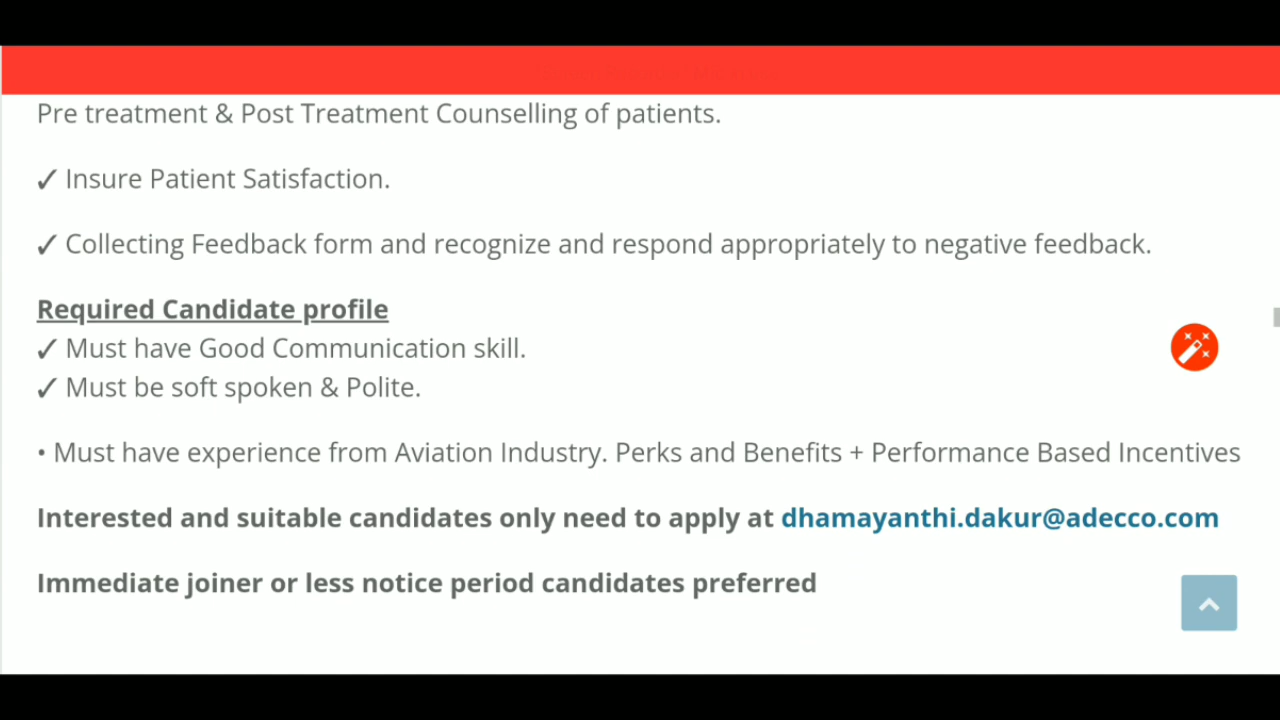 Pre treatment & Post Treatment Counselling of patients.
✓ Insure Patient Satisfaction.
✓ Collecting Feedback form and recognize and respond appropriately to negative feedback.
Required Candidate profile
✓ Must have Good Communication skill.
✓ Must be soft spoken & Polite.
• Must have experience from Aviation Industry. Perks and Benefits + Performance Based Incentives
Interested and suitable candidates only need to apply at dhamayanthi.dakur@adecco.com
Immediate joiner or less notice period candidates preferred